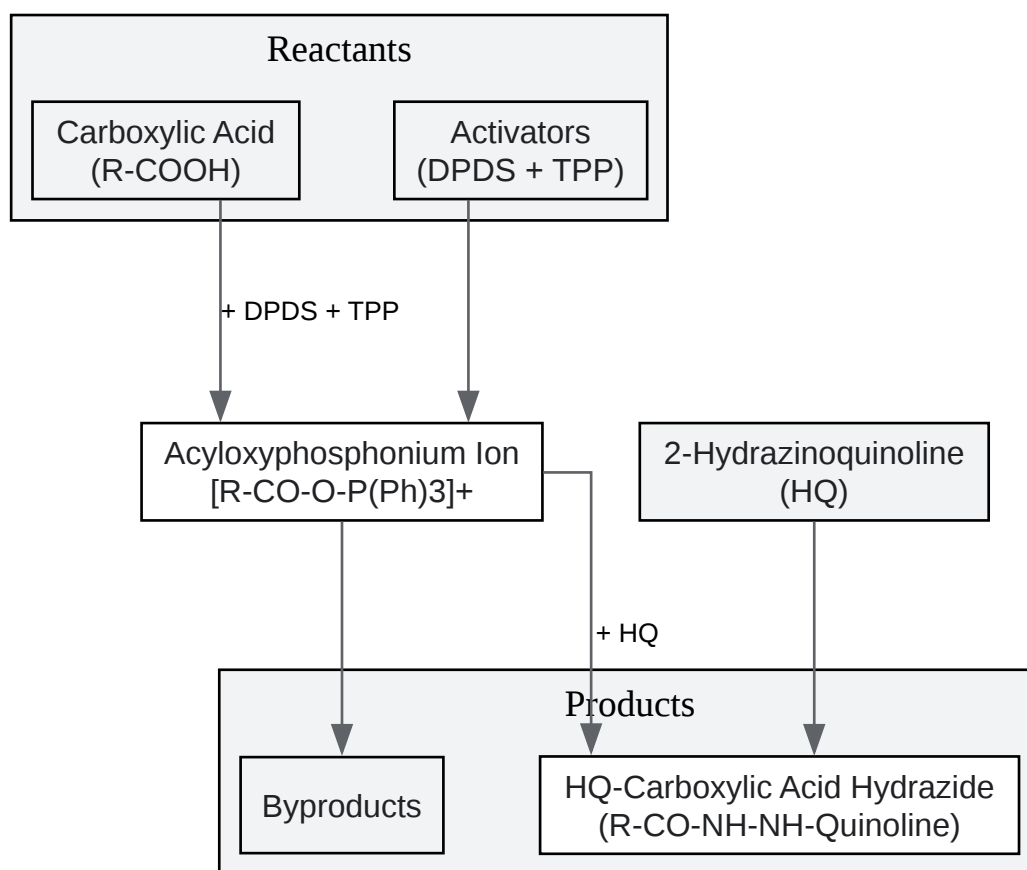 Reactants
Carboxylic Acid
(R-COOH)
Activators
(DPDS + TPP)
+ DPDS + TPP
Acyloxyphosphonium Ion
[R-CO-O-P(Ph)3]+
2-Hydrazinoquinoline
(HQ)
+ HQ
Products
Byproducts
HQ-Carboxylic Acid Hydrazide
(R-CO-NH-NH-Quinoline)